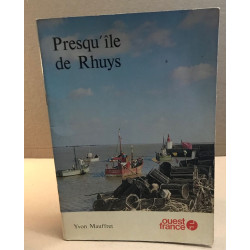 Presqu'île
de Rhuys
Yvon Mauffret
ouest
france